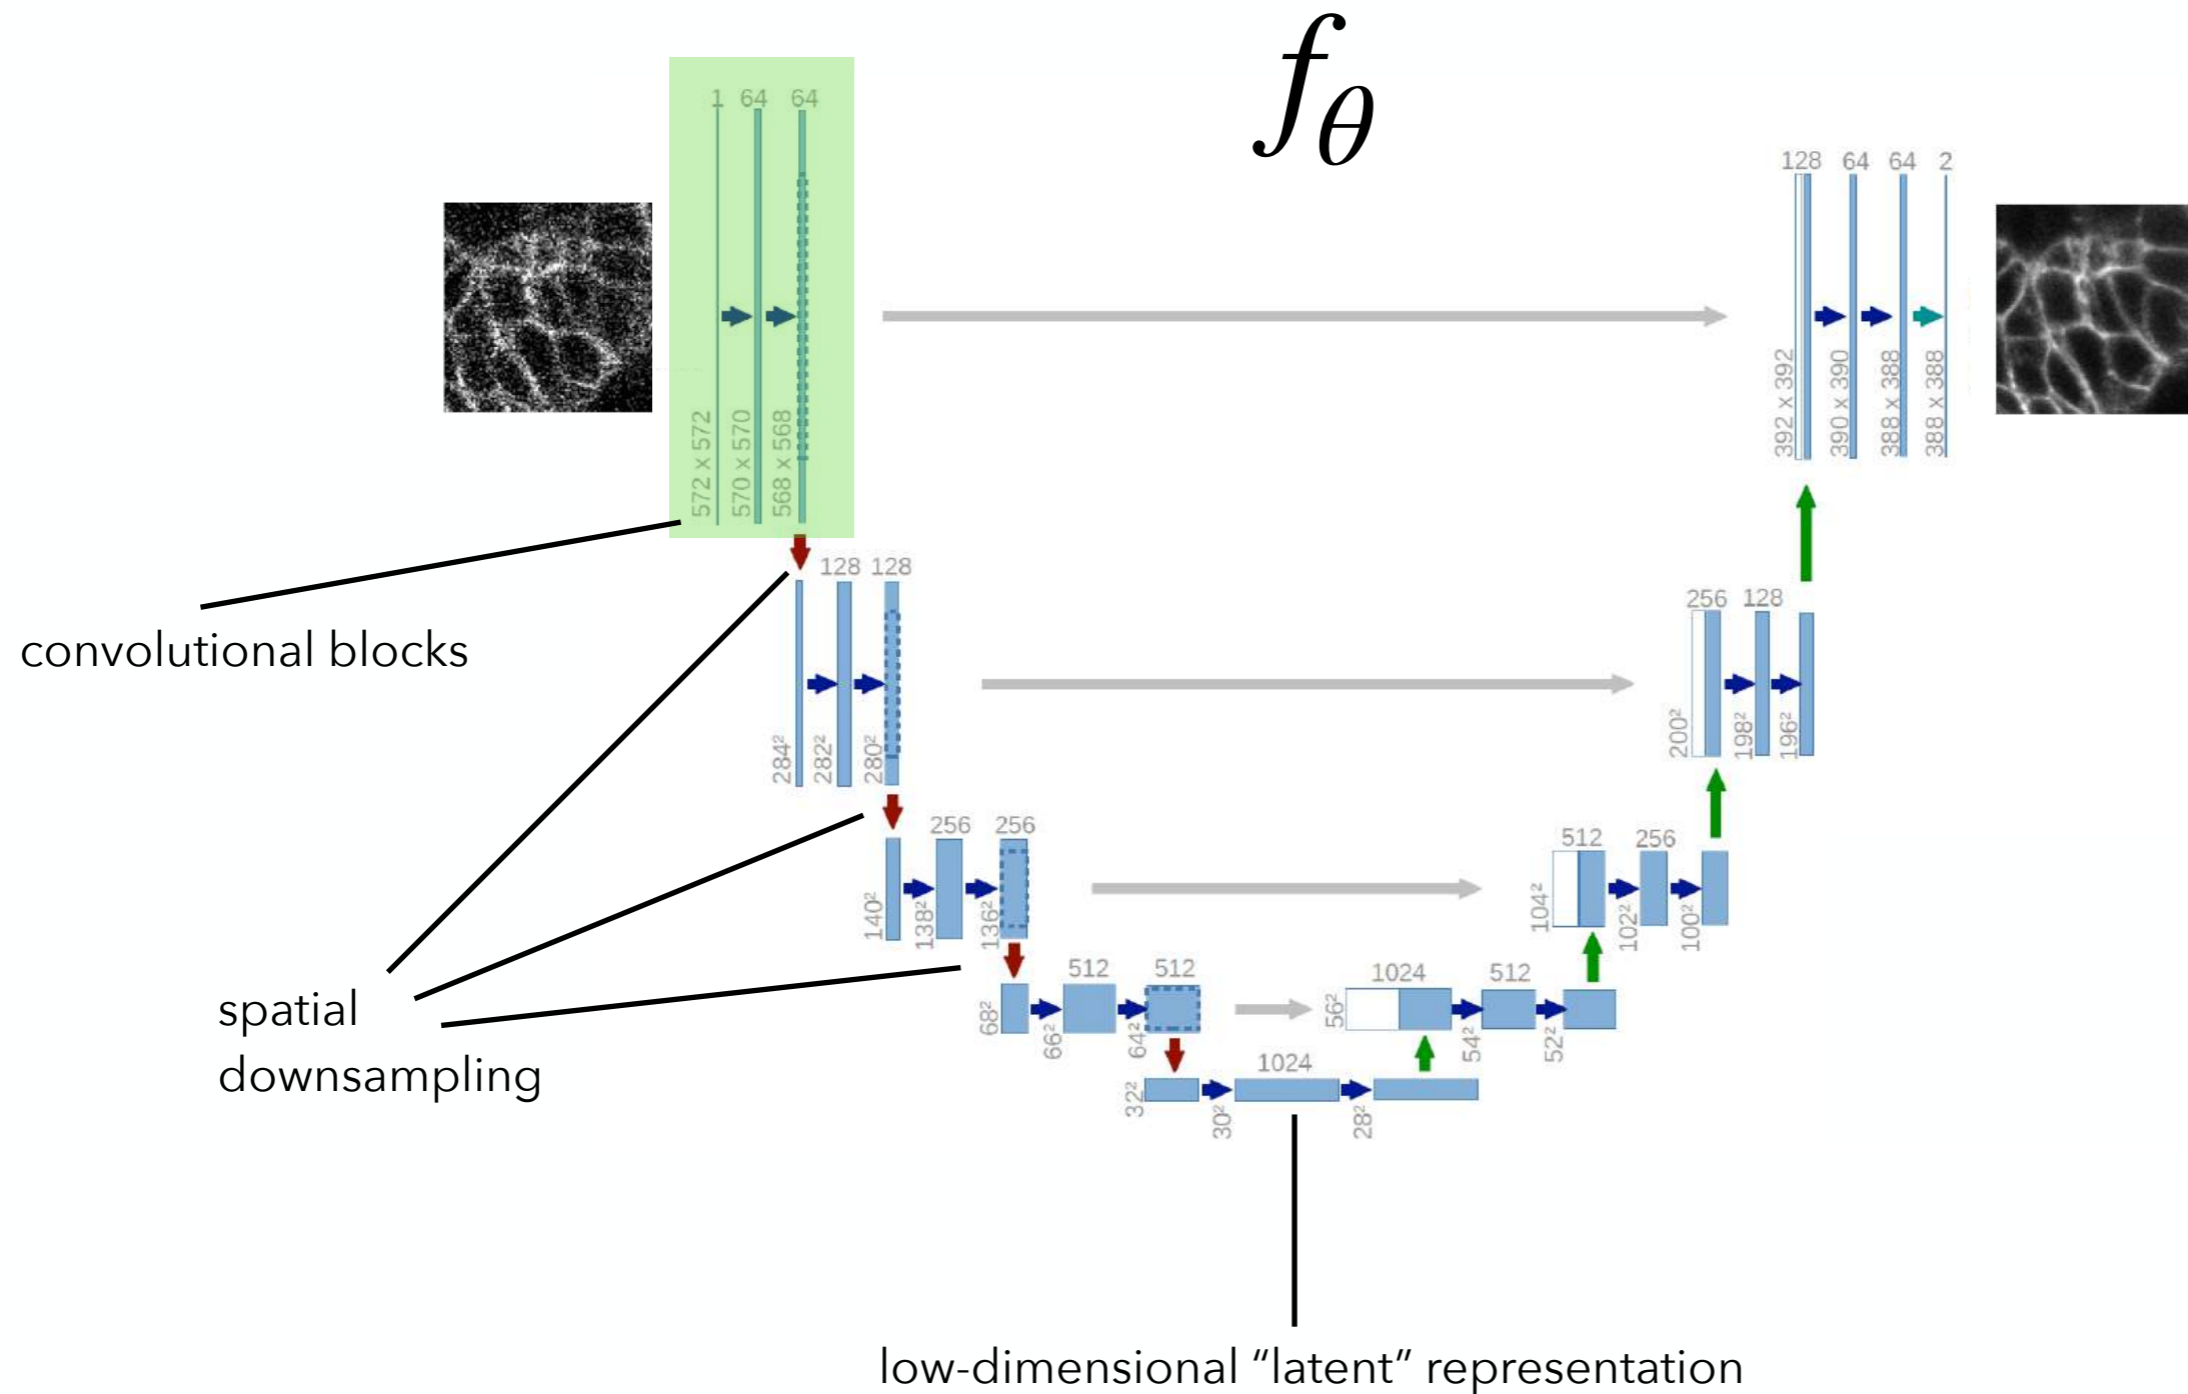 fθ
1 64 64
572 x 572
570 x 570
568 x 568
128 64 64 2
392 x 392
390 x 390
388 x 388
388 x 388
convolutional blocks
128 128
284²
282²
280²
256 128
200²
198²
196²
256 256
140²
138²
136²
512 256
104²
102²
100²
512 512
68²
66²
64²
1024 512
56²
54²
52²
spatial
downsampling
1024
32²
30²
28²
low-dimensional “latent” representation